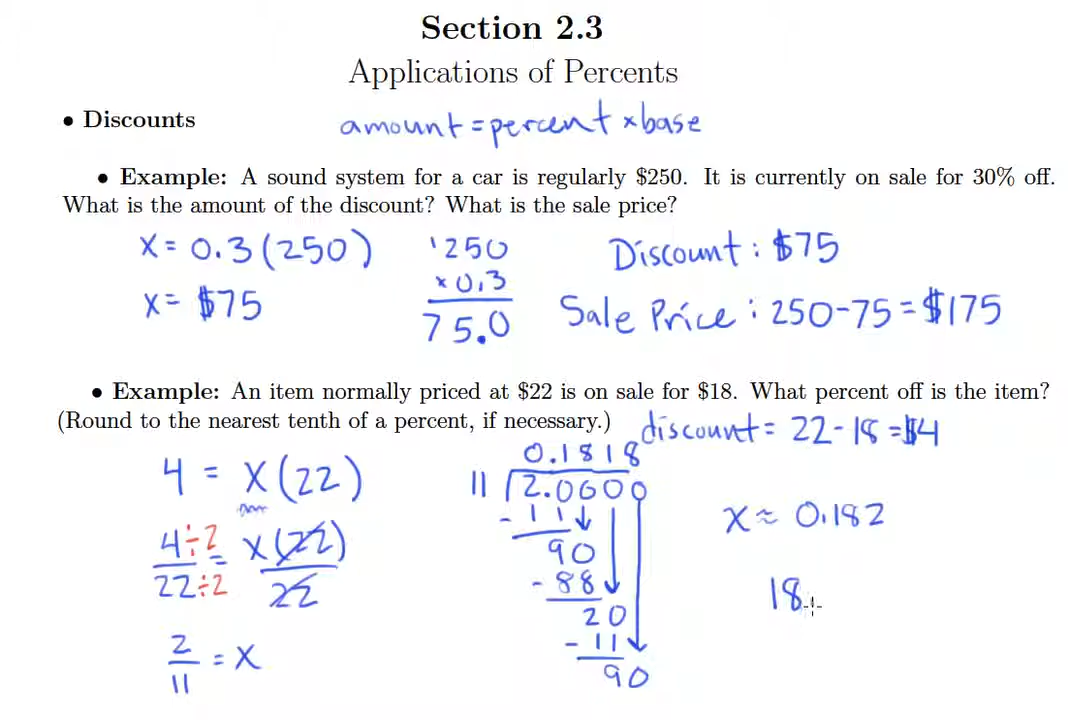 Section 2.3
Applications of Percents
• Discounts
amount = percent × base
• Example: A sound system for a car is regularly $250. It is currently on sale for 30% off.
What is the amount of the discount? What is the sale price?
x = 0.3 (250)
x = $75
1 250
× 0.3
75.0
Discount : $75
Sale Price : 250-75 = $175
• Example: An item normally priced at $22 is on sale for $18. What percent off is the item?
(Round to the nearest tenth of a percent, if necessary.)
discount = 22 - 18 = $4
4 = x (22)
4÷2 = x (22)
22÷2 22
2 = x
11
0.1818
11 2.0000
- 11
90
- 88
20
- 11
90
x ≈ 0.182
18.